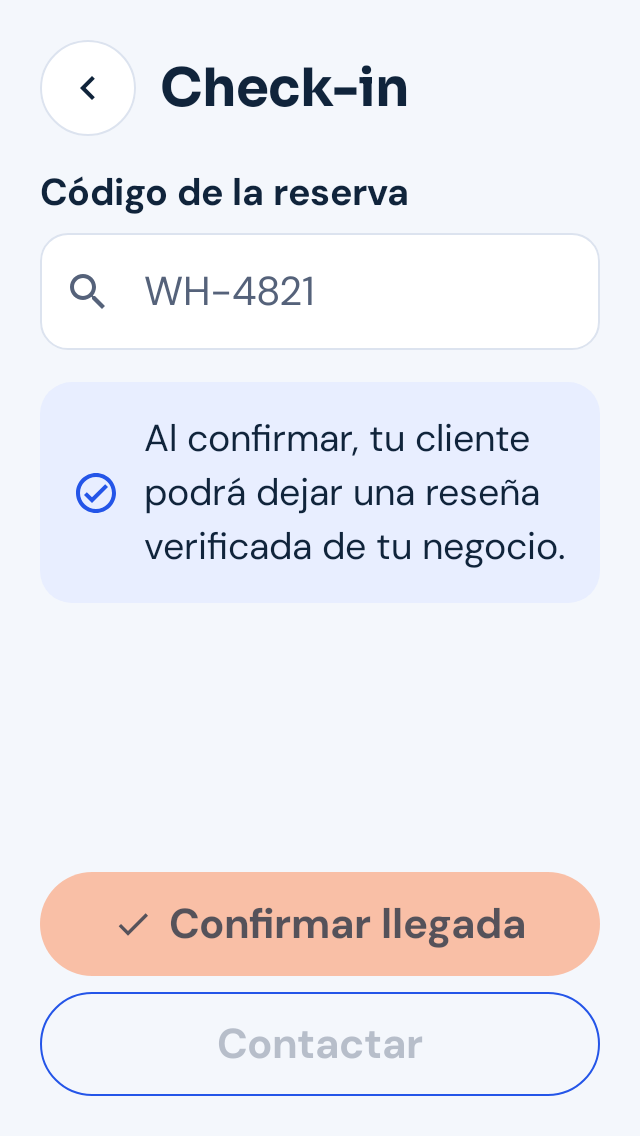 Check-in
Código de la reserva
WH-4821
Al confirmar, tu cliente
podrá dejar una reseña
verificada de tu negocio.
Confirmar llegada
Contactar